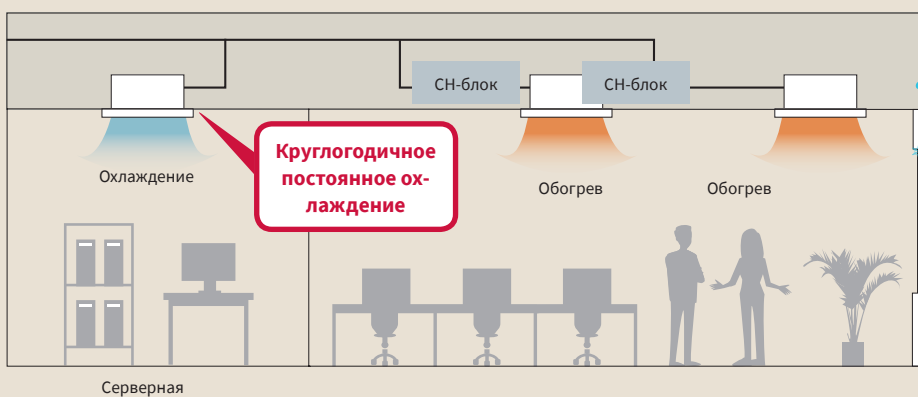 СН-блок
СН-блок
Круглогодичное
постоянное ох-
лаждение
Охлаждение
Обогрев
Обогрев
Серверная